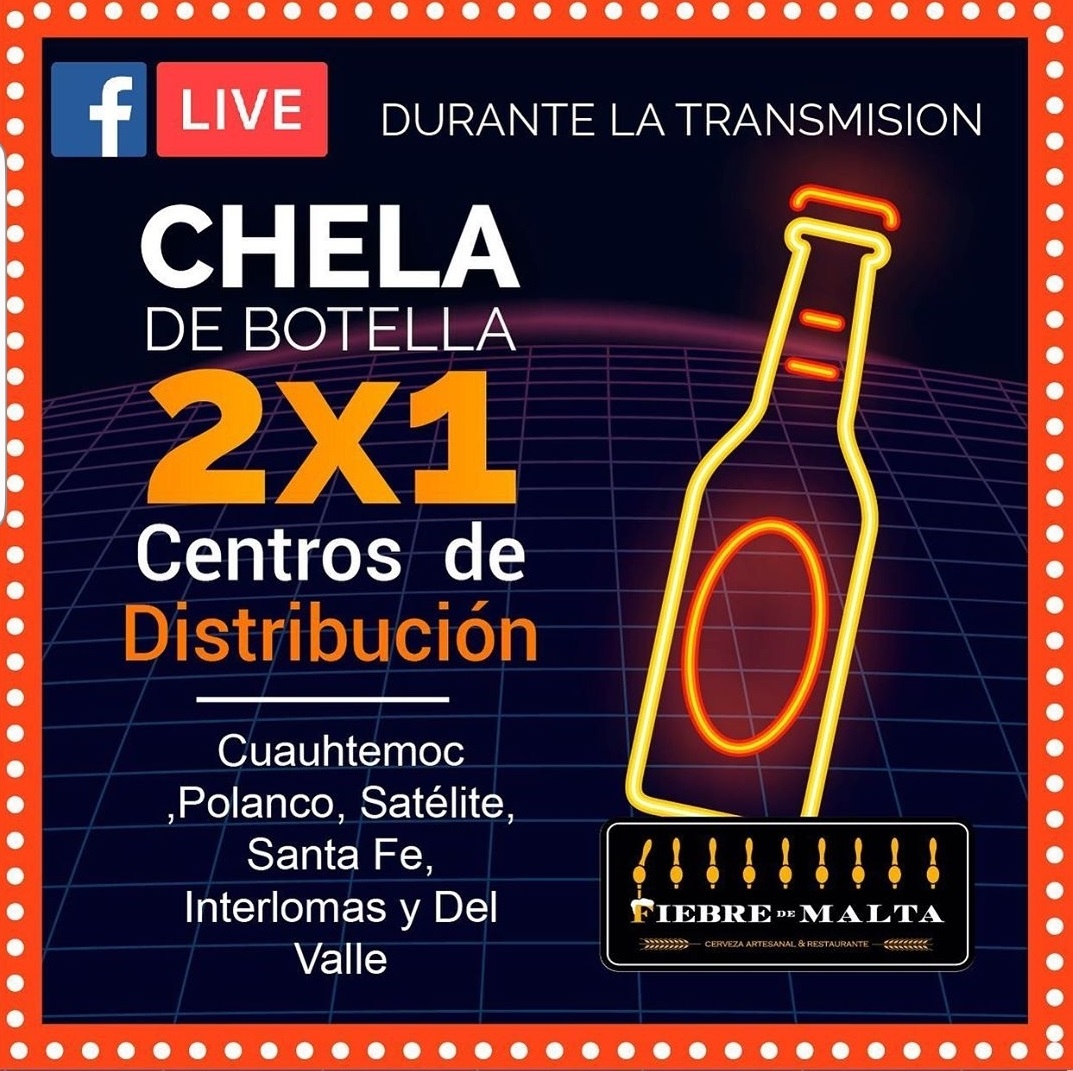 f LIVE DURANTE LA TRANSMISION
CHELA
DE BOTELLA
2X1
Centros de
Distribución
Cuauhtemoc
,Polanco, Satélite,
Santa Fe,
Interlomas y Del
Valle
FIEBRE DE MALTA
CERVEZA ARTESANAL & RESTAURANTE